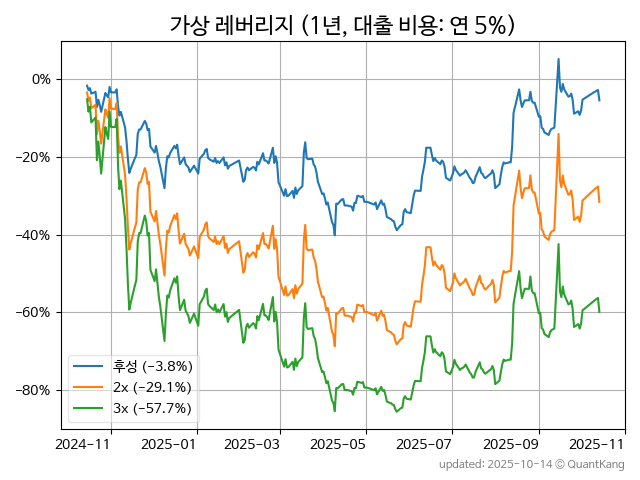 가상 레버리지 (1년, 대출 비용: 연 5%)
0%
−20%
−40%
−60%
−80%
후성 (−3.8%)
2x (−29.1%)
3x (−57.7%)
2024−11 2025−01 2025−03 2025−05 2025−07 2025−09 2025−11
updated: 2025-10-14 © QuantKang